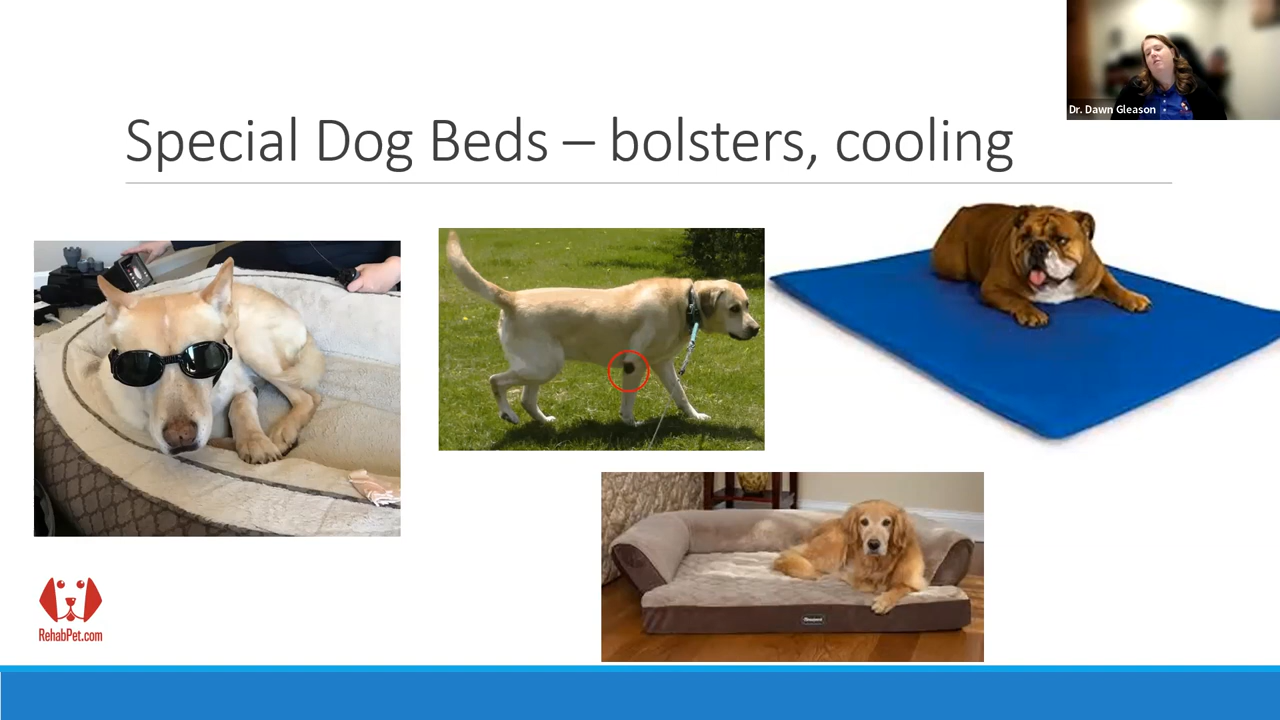 Dr. Dawn Gleason
Special Dog Beds – bolsters, cooling
RehabPet.com